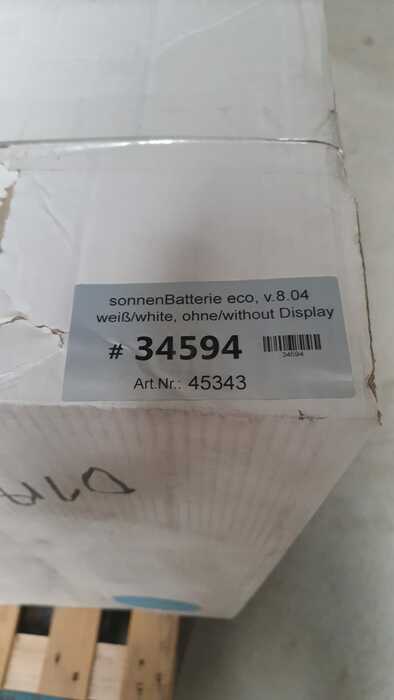 sonnenBatterie eco, v.8.04
weiß/white, ohne/without Display
# 34594
34594
Art.Nr.: 45343